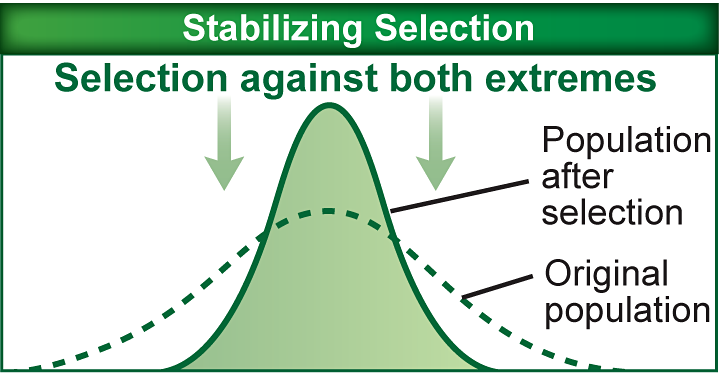 Stabilizing Selection
Selection against both extremes
Population
after
selection
Original
population